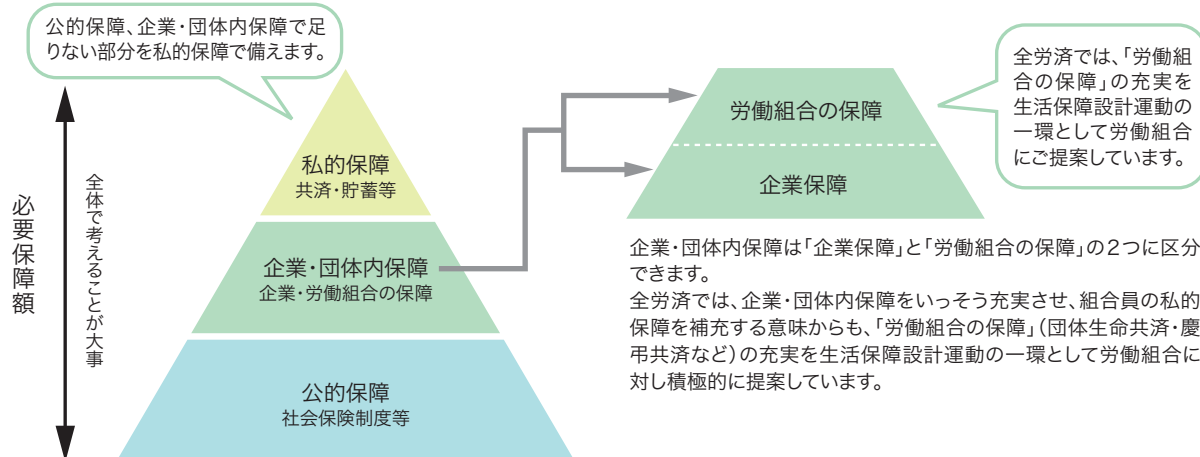 公的保障、企業・団体内保障で足
りない部分を私的保障で備えます。
必要保障額
全体で考えることが大事
私的保障
共済・貯蓄等
企業・団体内保障
企業・労働組合の保障
公的保障
社会保険制度等
労働組合の保障
企業保障
全労済では、「労働組
合の保障」の充実を
生活保障設計運動の
一環として労働組合
にご提案しています。
企業・団体内保障は「企業保障」と「労働組合の保障」の2つに区分
できます。
全労済では、企業・団体内保障をいっそう充実させ、組合員の私的
保障を補充する意味からも、「労働組合の保障」(団体生命共済・慶
弔共済など)の充実を生活保障設計運動の一環として労働組合に
対し積極的に提案しています。